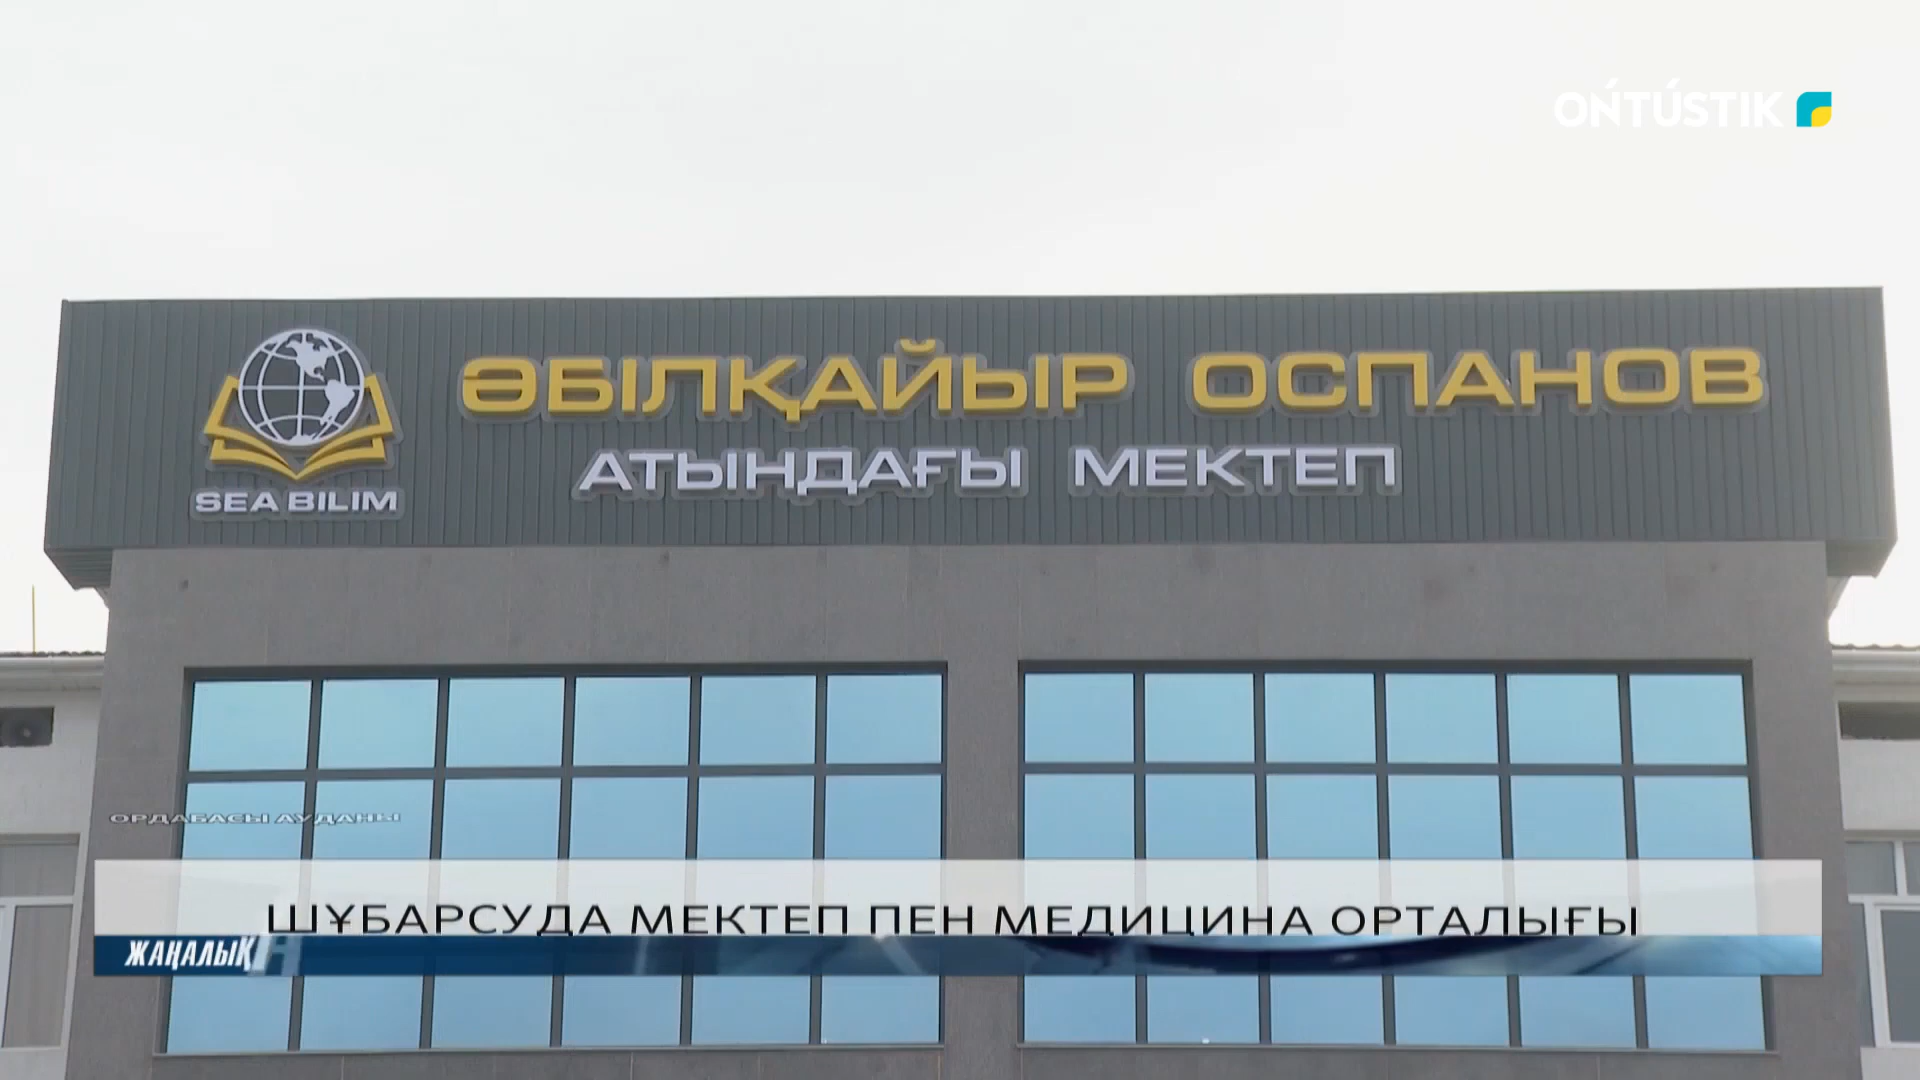 OŃTÚSTIK
ӘБІЛҚАЙЫР ОСПАНОВ
АТЫНДАҒЫ МЕКТЕП
SEA BILIM
ОРДАБАСЫ АУДАНЫ
ШҰБАРСУДА МЕКТЕП ПЕН МЕДИЦИНА ОРТАЛЫҒЫ
ЖАҢАЛЫҚ